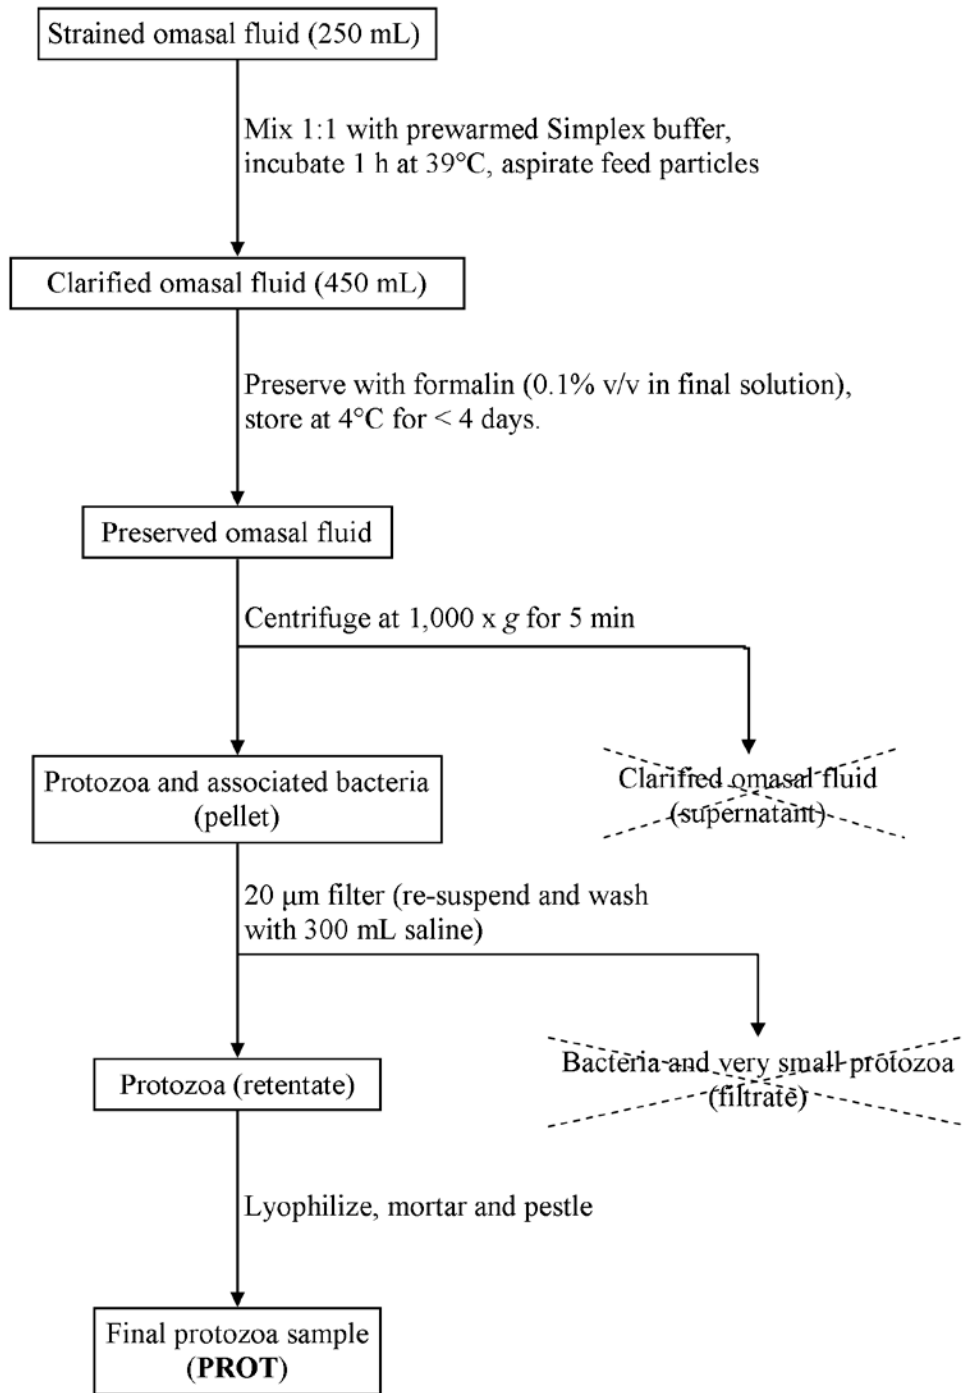 Strained omasal fluid (250 mL)
Mix 1:1 with prewarmed Simplex buffer,
incubate 1 h at 39°C, aspirate feed particles
Clarified omasal fluid (450 mL)
Preserve with formalin (0.1% v/v in final solution),
store at 4°C for < 4 days.
Preserved omasal fluid
Centrifuge at 1,000 x g for 5 min
Protozoa and associated bacteria
(pellet)
Clarified omasal fluid
(supernatant)
20 μm filter (re-suspend and wash
with 300 mL saline)
Protozoa (retentate)
Bacteria and very small protozoa
(filtrate)
Lyophilize, mortar and pestle
Final protozoa sample
(PROT)